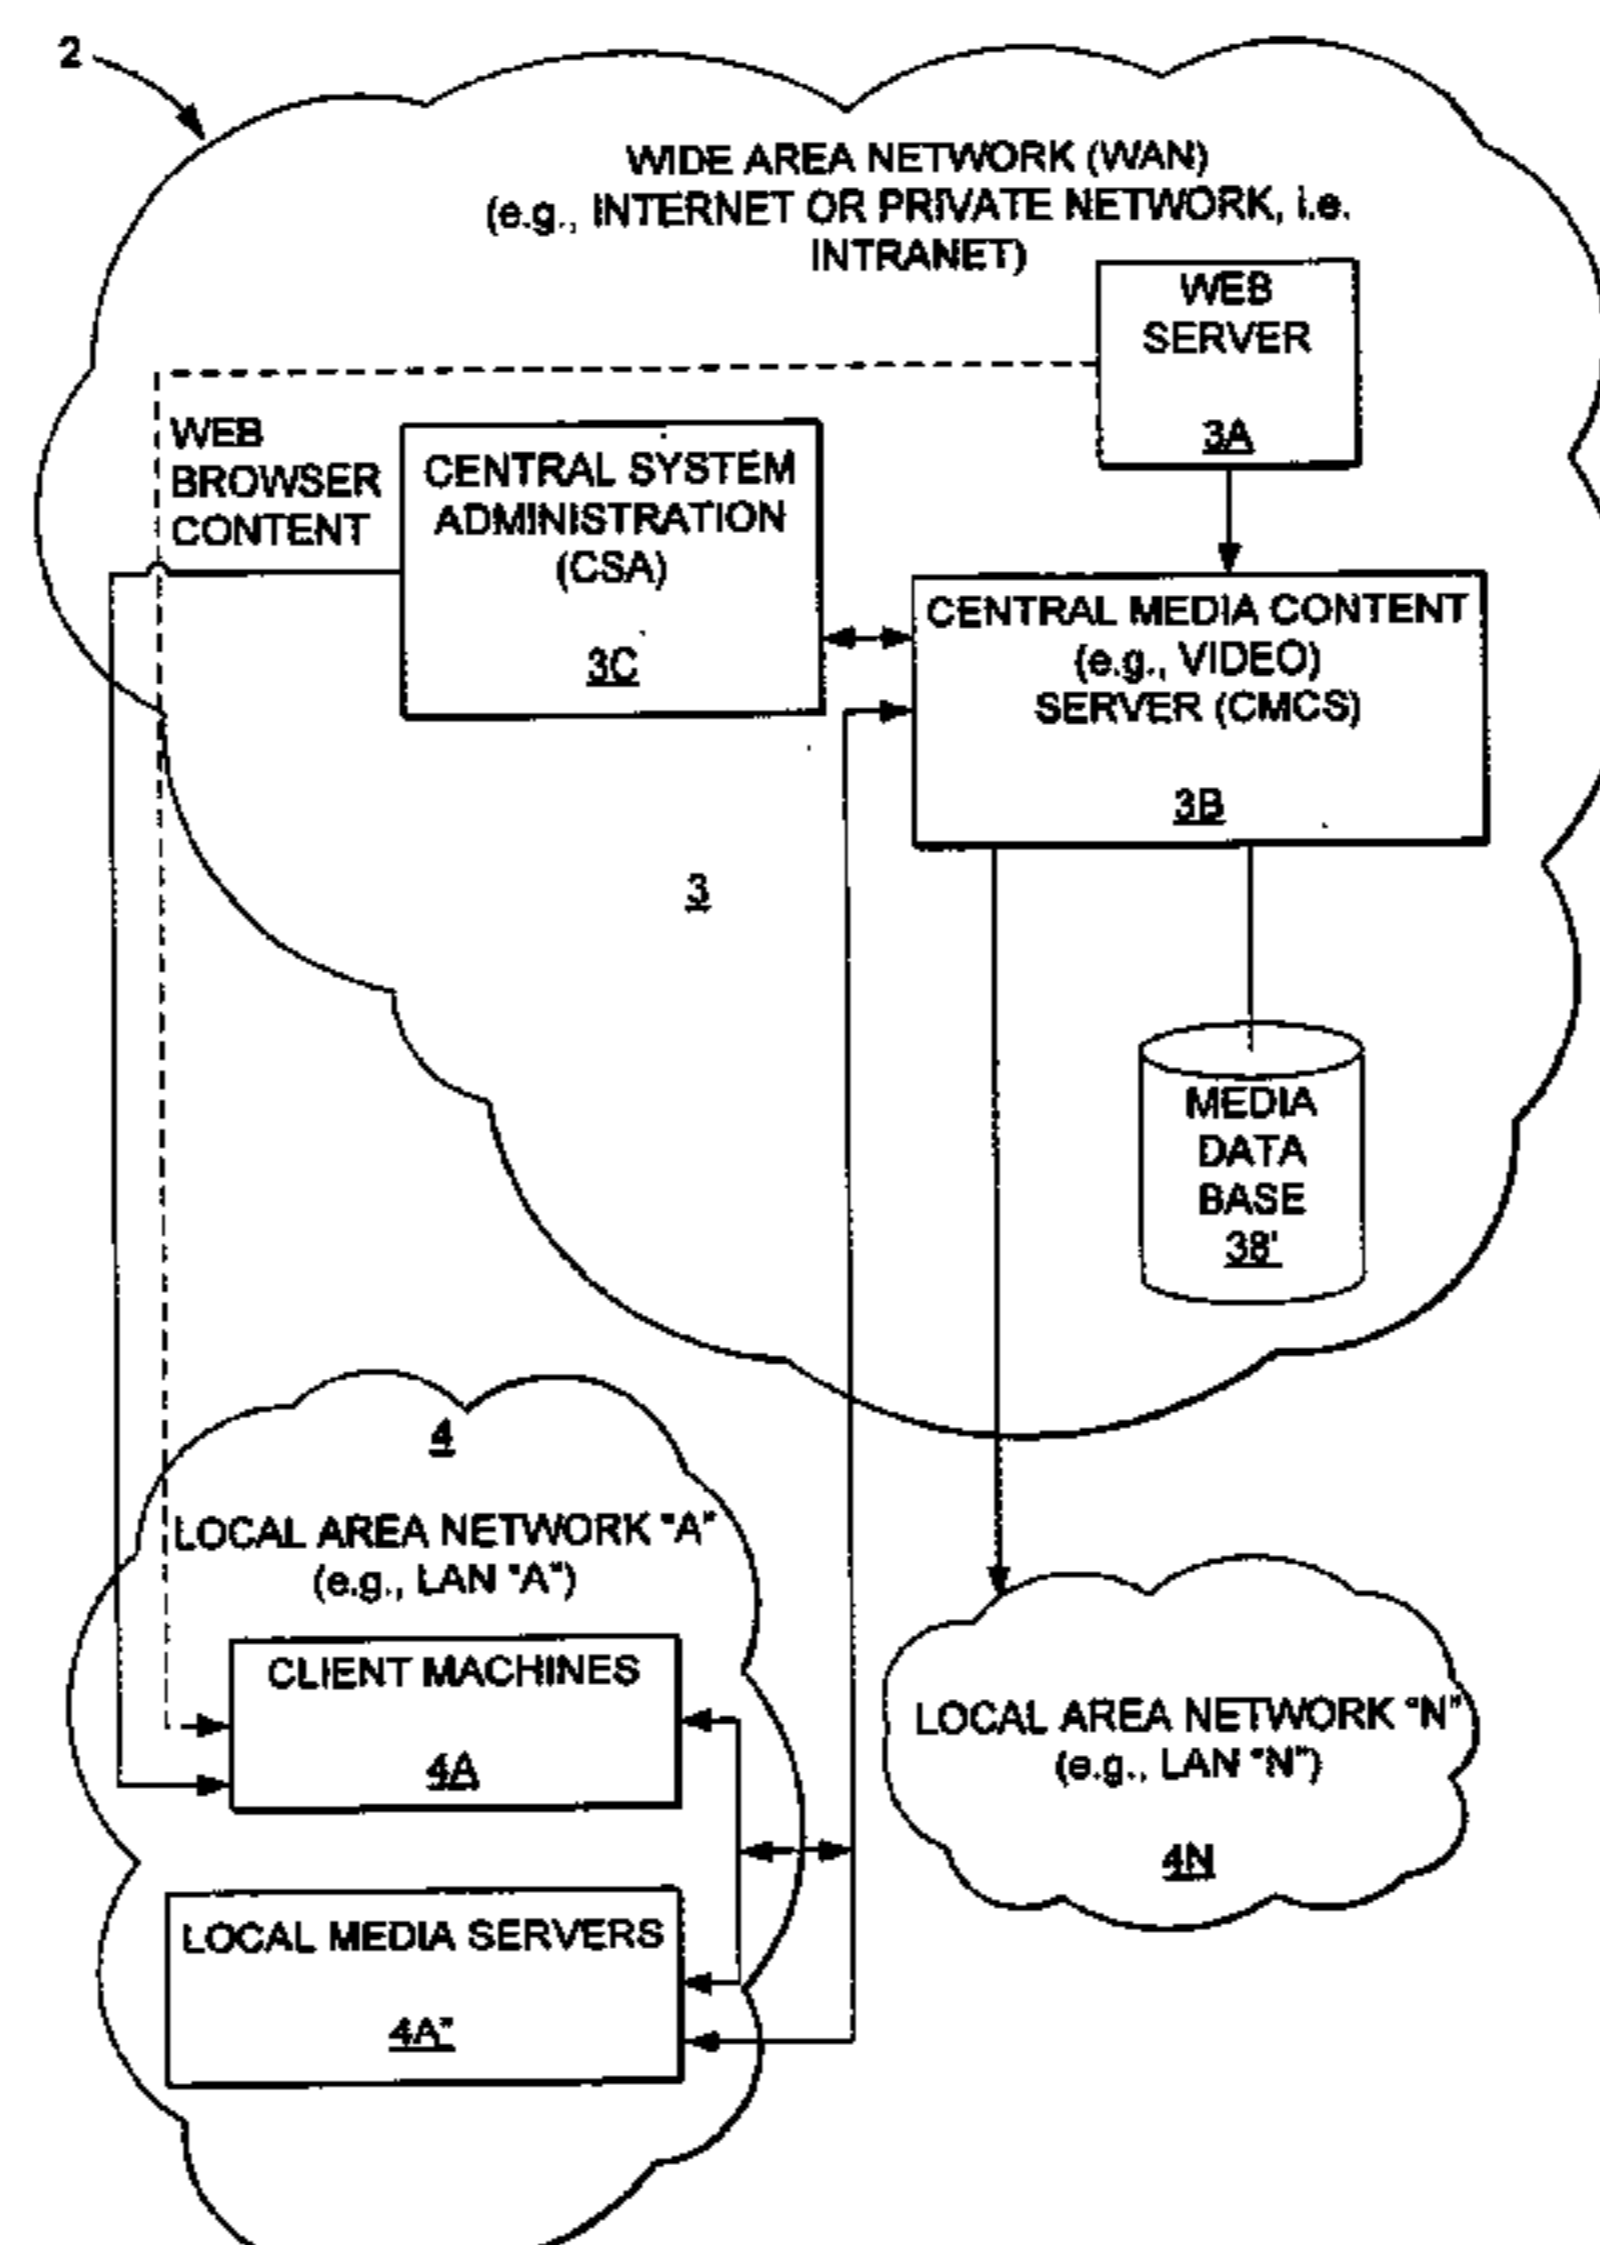 2
WIDE AREA NETWORK (WAN)
(e.g., INTERNET OR PRIVATE NETWORK, i.e.
INTRANET)
WEB
SERVER
3A
WEB
BROWSER
CONTENT
CENTRAL SYSTEM
ADMINISTRATION
(CSA)
3C
CENTRAL MEDIA CONTENT
(e.g., VIDEO)
SERVER (CMCS)
3B
3
MEDIA
DATA
BASE
38'
4
LOCAL AREA NETWORK "A"
(e.g., LAN "A")
CLIENT MACHINES
4A
LOCAL MEDIA SERVERS
4A"
LOCAL AREA NETWORK "N"
(e.g., LAN "N")
4N